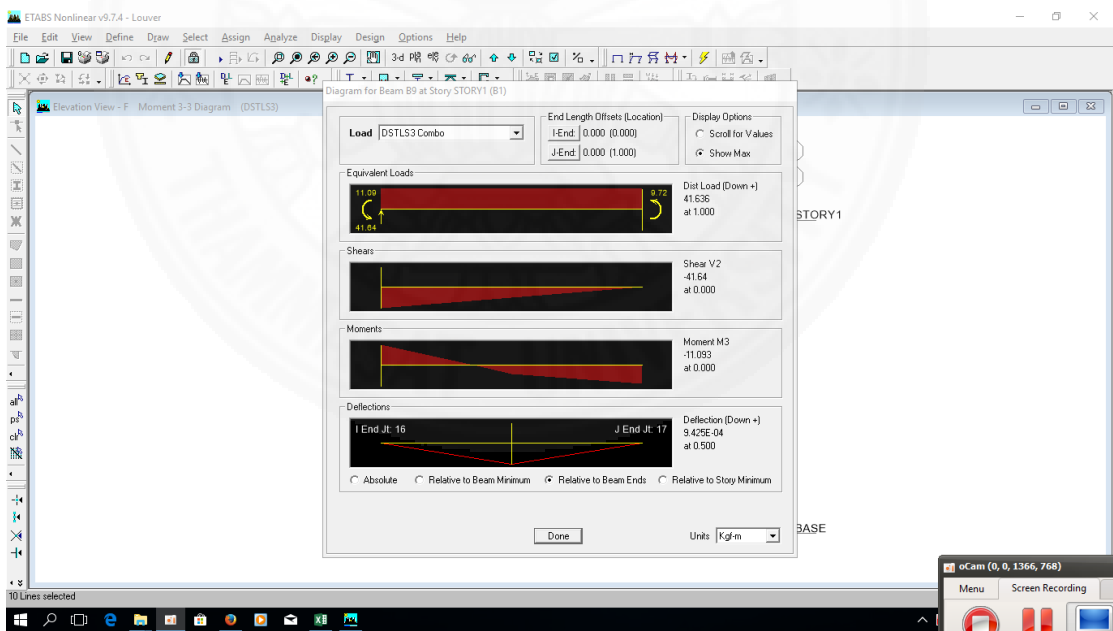 ETABS Nonlinear v9.7.4 - Louver
File Edit View Define Draw Select Assign Analyze Display Design Options Help
3-d
Elevation View - F Moment 3-3 Diagram (DSTLS3)
Diagram for Beam B9 at Story STORY1 (B1)
Load DSTLS3 Combo
End Length Offsets (Location)
I-End: 0.000 (0.000)
J-End: 0.000 (1.000)
Display Options
Scroll for Values
Show Max
Equivalent Loads
11.09
41.64
9.72
Dist Load (Down +)
41.636
at 1.000
Shears
Shear V2
-41.64
at 0.000
Moments
Moment M3
-11.093
at 0.000
Deflections
I End Jt: 16
J End Jt: 17
Deflection (Down +)
9.425E-04
at 0.500
Absolute Relative to Beam Minimum Relative to Beam Ends Relative to Story Minimum
Done
Units Kgf-m
STORY1
BASE
all
ps
clr
10 Lines selected
oCam (0, 0, 1366, 768)
Menu Screen Recording